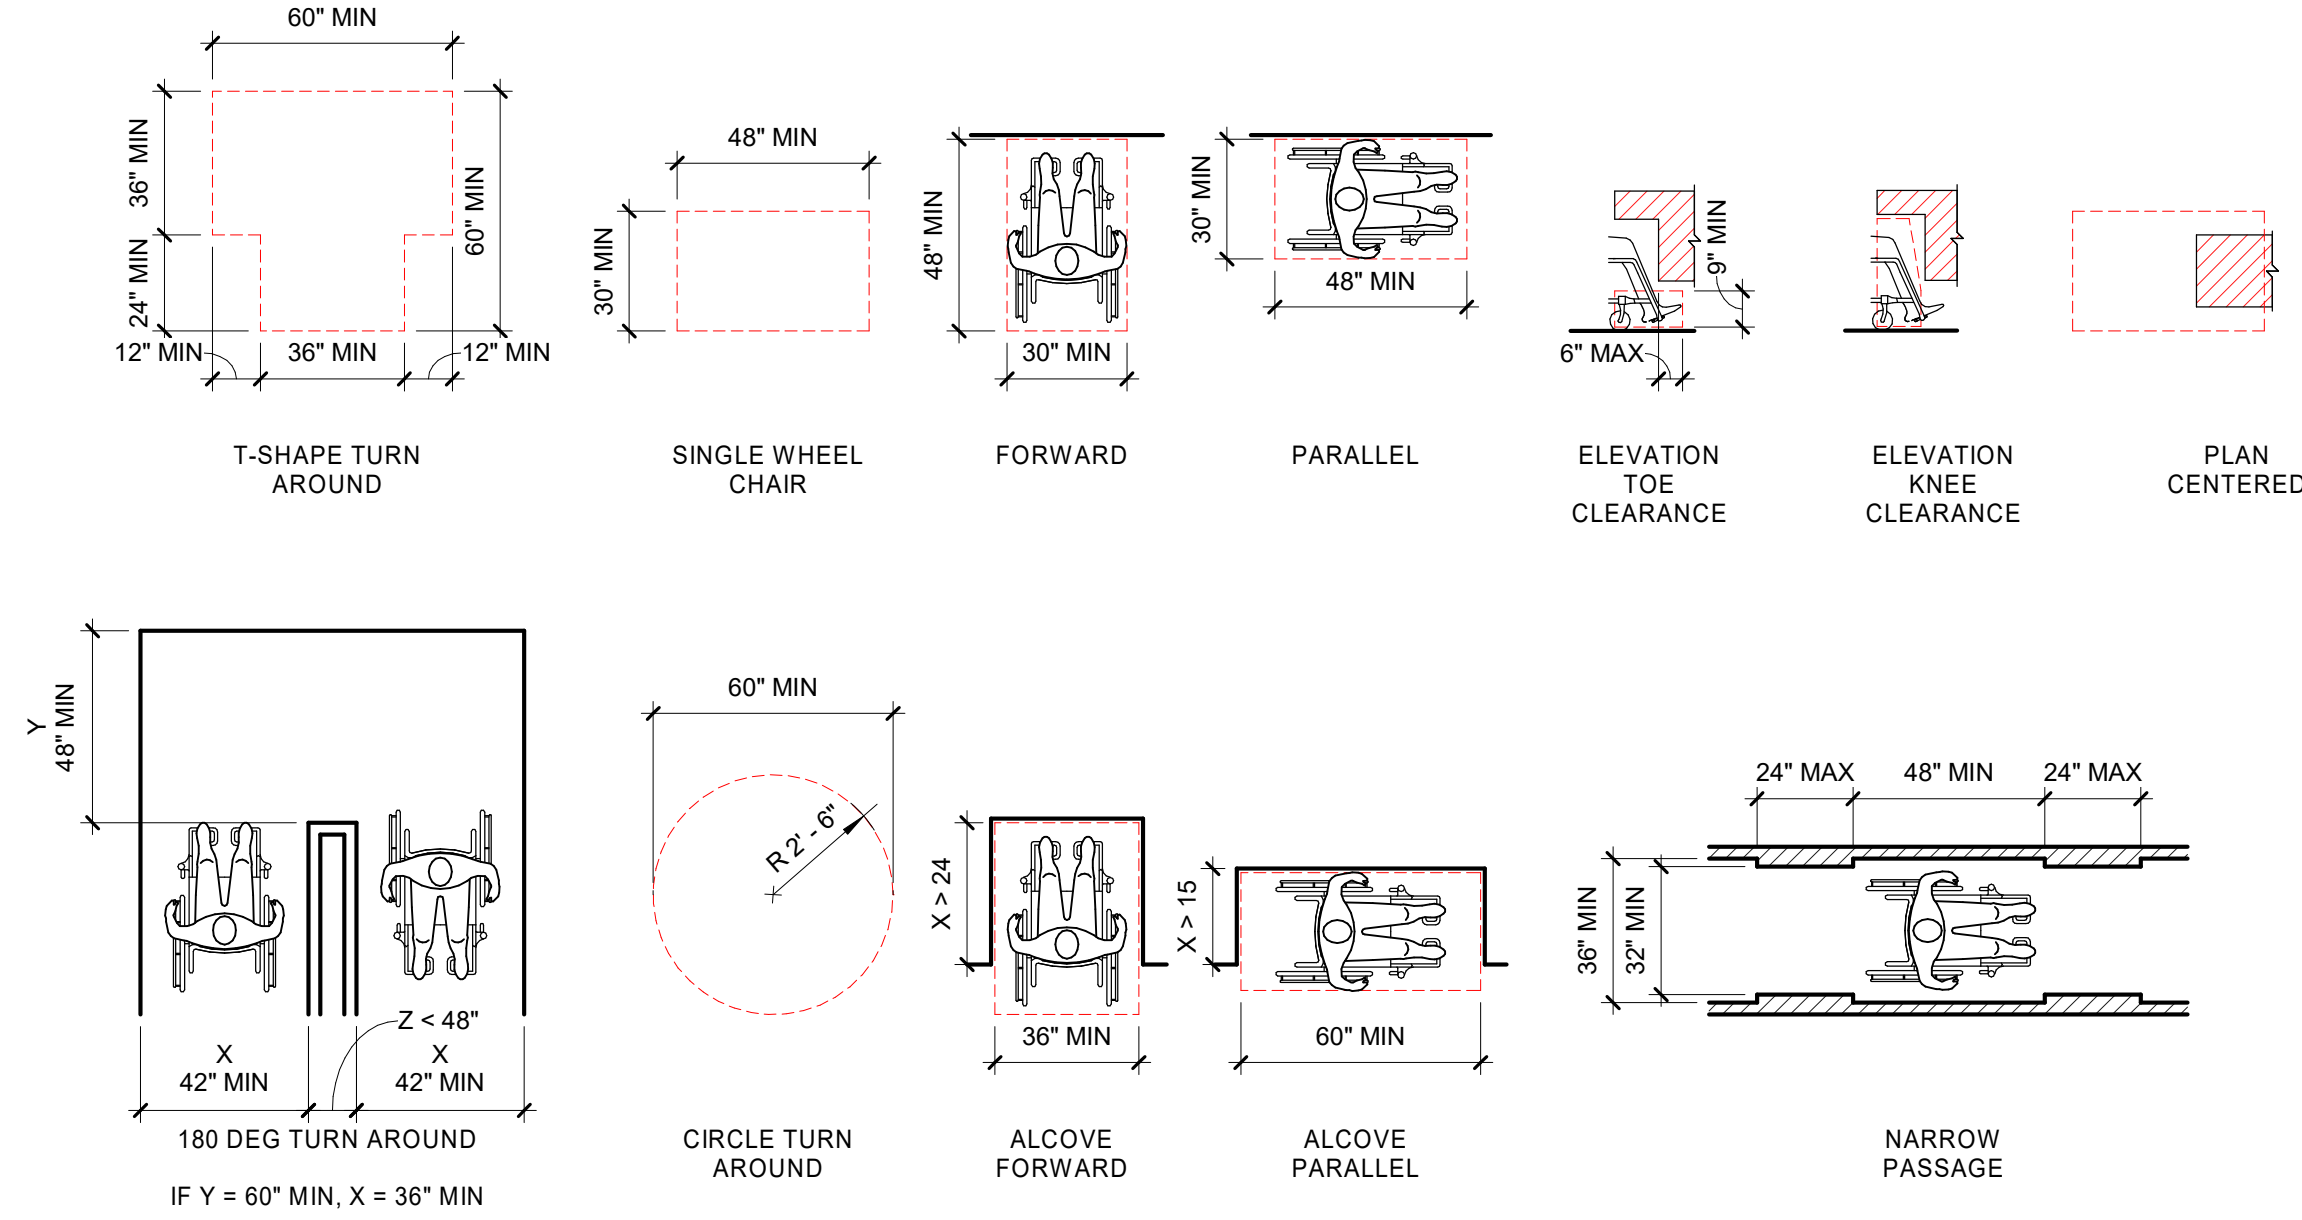 60" MIN
36" MIN
24" MIN
60" MIN
12" MIN
36" MIN
12" MIN
T-SHAPE TURN
AROUND
48" MIN
30" MIN
SINGLE WHEEL
CHAIR
48" MIN
30" MIN
FORWARD
30" MIN
48" MIN
PARALLEL
9" MIN
6" MAX
ELEVATION
TOE
CLEARANCE
ELEVATION
KNEE
CLEARANCE
PLAN
CENTERED
Y
48" MIN
Z < 48"
X
42" MIN
X
42" MIN
180 DEG TURN AROUND
IF Y = 60" MIN, X = 36" MIN
60" MIN
R 2' - 6"
CIRCLE TURN
AROUND
X > 24
36" MIN
ALCOVE
FORWARD
X > 15
60" MIN
ALCOVE
PARALLEL
24" MAX
48" MIN
24" MAX
36" MIN
32" MIN
NARROW
PASSAGE